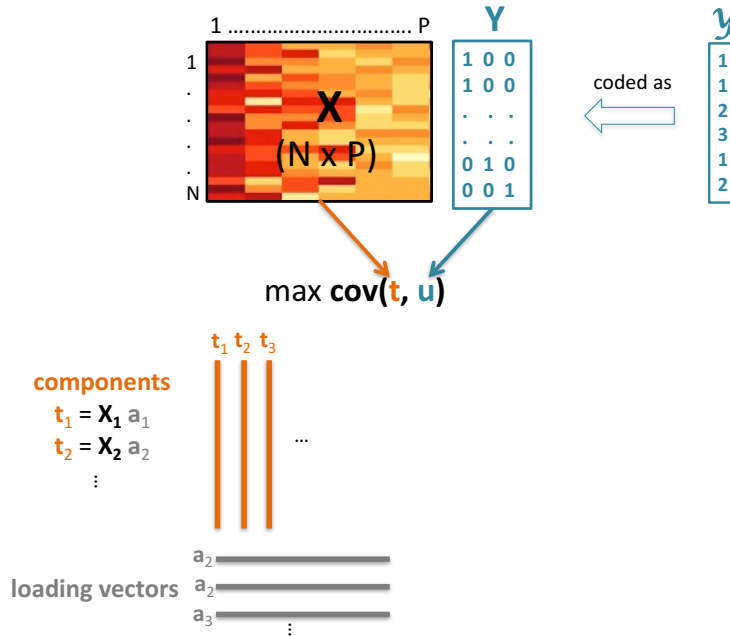 1 ........................... P
Y
𝓎
1
.
.
.
.
N
X
(N x P)
1 0 0
1 0 0
. . .
. . .
0 1 0
0 0 1
coded as
1
1
2
3
1
2
max cov(t, u)
t1 t2 t3
components
t1 = X1 a1
t2 = X2 a2
⋮
...
loading vectors
a2
a2
a3
⋮